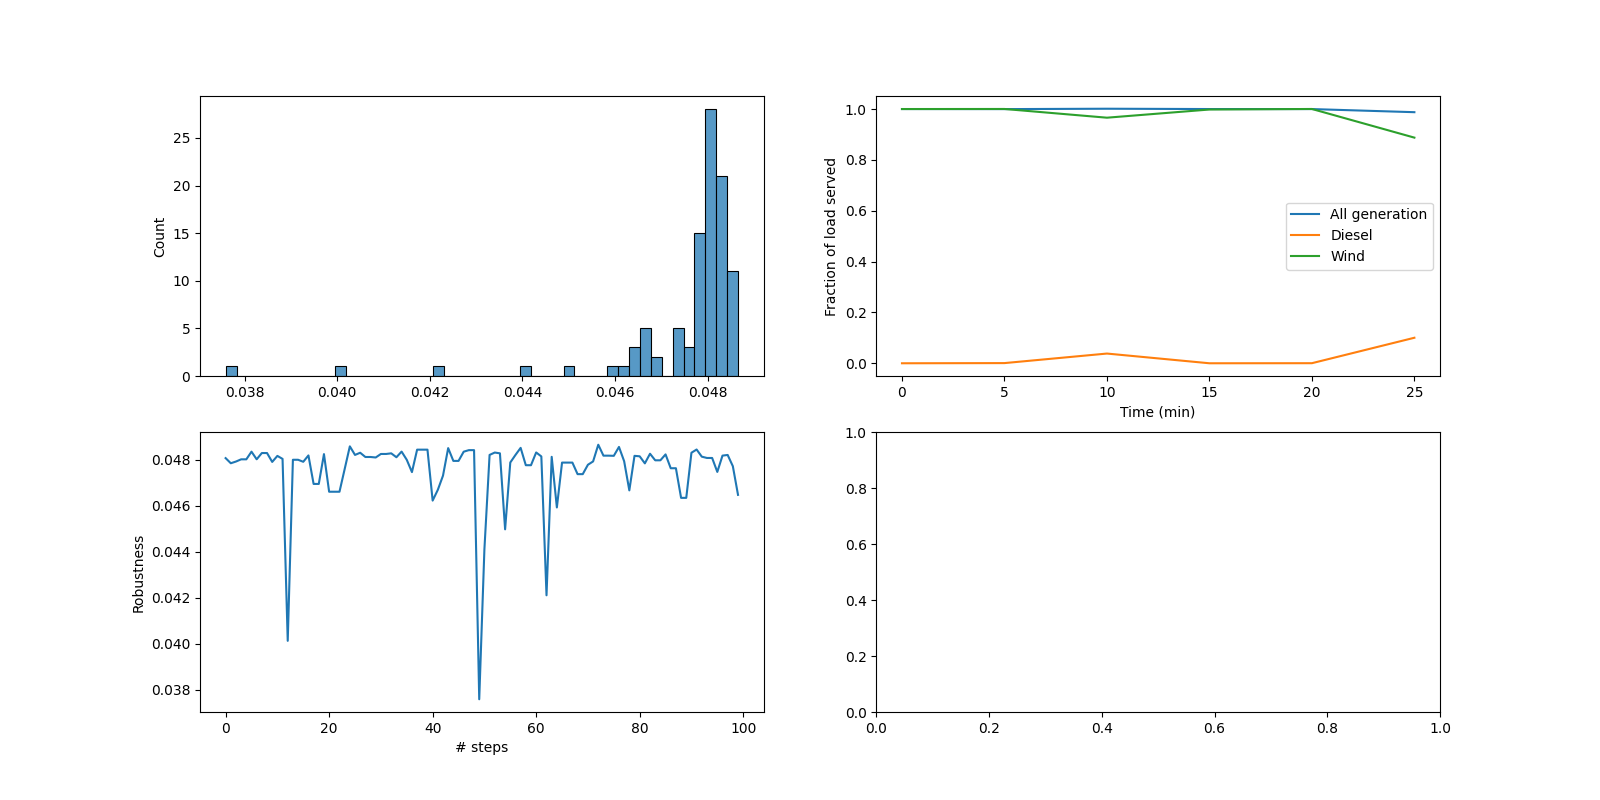 25
20
15
10
5
0
Count
0.038 0.040 0.042 0.044 0.046 0.048
1.0
0.8
0.6
0.4
0.2
0.0
Fraction of load served
All generation
Diesel
Wind
0 5 10 15 20 25
Time (min)
0.048
0.046
0.044
0.042
0.040
0.038
Robustness
0 20 40 60 80 100
# steps
1.0
0.8
0.6
0.4
0.2
0.0
0.0 0.2 0.4 0.6 0.8 1.0